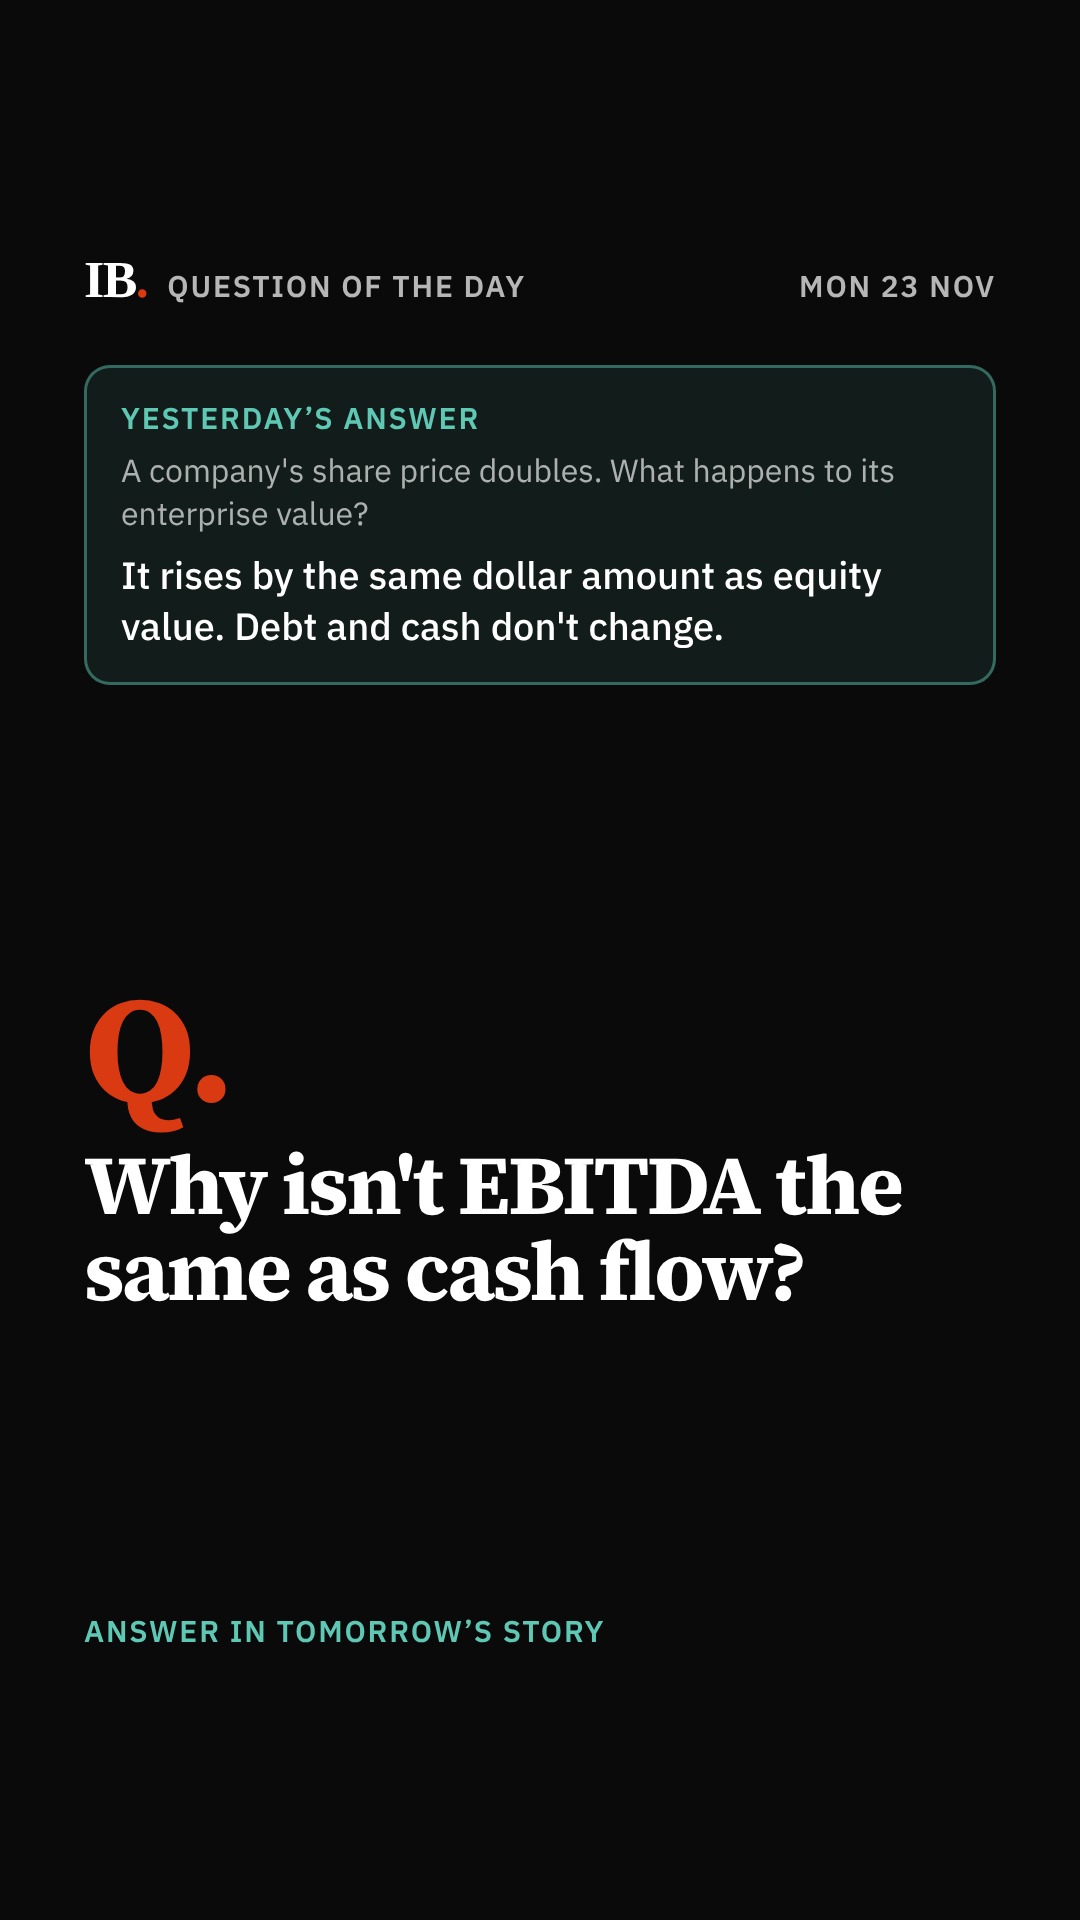 IB. QUESTION OF THE DAY MON 23 NOV
YESTERDAY’S ANSWER
A company's share price doubles. What happens to its
enterprise value?
It rises by the same dollar amount as equity
value. Debt and cash don't change.
Q.
Why isn't EBITDA the
same as cash flow?
ANSWER IN TOMORROW’S STORY